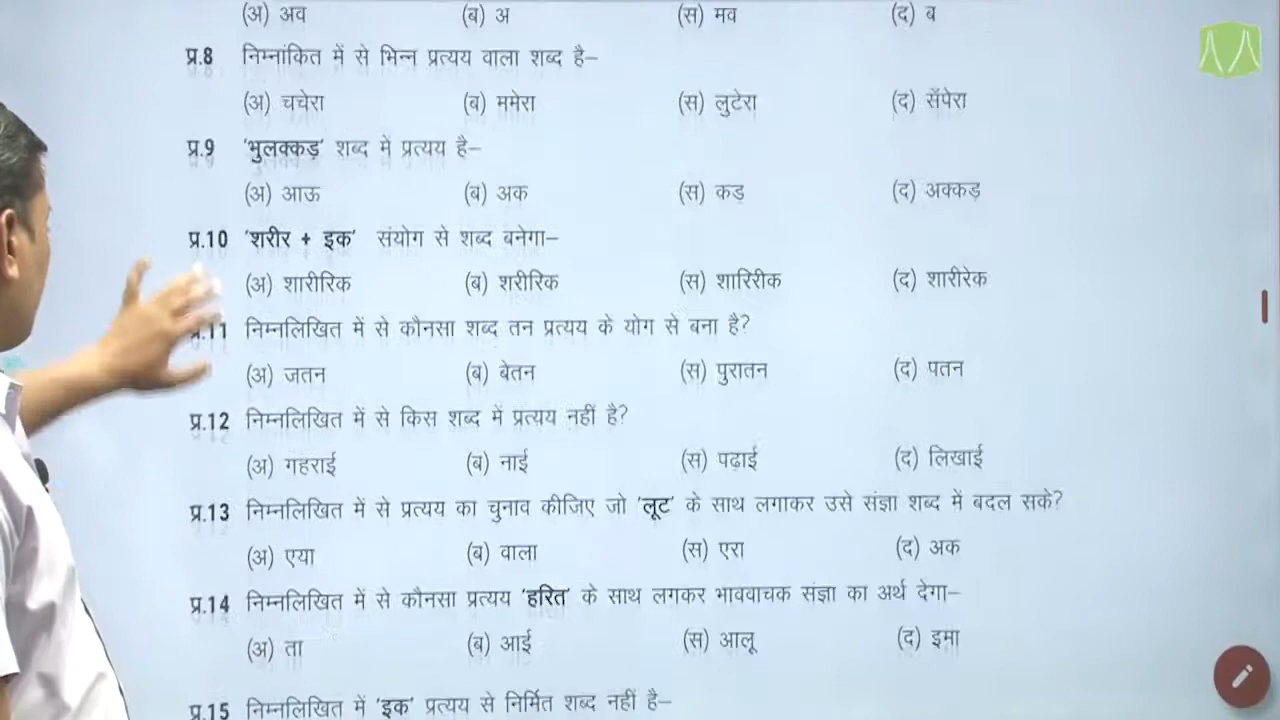 (अ) अव (ब) अ (स) मव (द) ब
प्र.8 निम्नांकित में से भिन्न प्रत्यय वाला शब्द है–
(अ) चचेरा (ब) ममेरा (स) लुटेरा (द) सँपेरा
प्र.9 'भुलक्कड़' शब्द में प्रत्यय है–
(अ) आऊ (ब) अक (स) कड़ (द) अक्कड़
प्र.10 'शरीर + इक' संयोग से शब्द बनेगा–
(अ) शारीरिक (ब) शरीरिक (स) शारिरीक (द) शारीरेक
प्र.11 निम्नलिखित में से कौनसा शब्द तन प्रत्यय के योग से बना है?
(अ) जतन (ब) बेतन (स) पुरातन (द) पतन
प्र.12 निम्नलिखित में से किस शब्द में प्रत्यय नहीं है?
(अ) गहराई (ब) नाई (स) पढ़ाई (द) लिखाई
प्र.13 निम्नलिखित में से प्रत्यय का चुनाव कीजिए जो 'लूट' के साथ लगाकर उसे संज्ञा शब्द में बदल सके?
(अ) एया (ब) वाला (स) एरा (द) अक
प्र.14 निम्नलिखित में से कौनसा प्रत्यय 'हरित' के साथ लगकर भाववाचक संज्ञा का अर्थ देगा–
(अ) ता (ब) आई (स) आलू (द) इमा
प्र.15 निम्नलिखित में 'इक' प्रत्यय से निर्मित शब्द नहीं है–